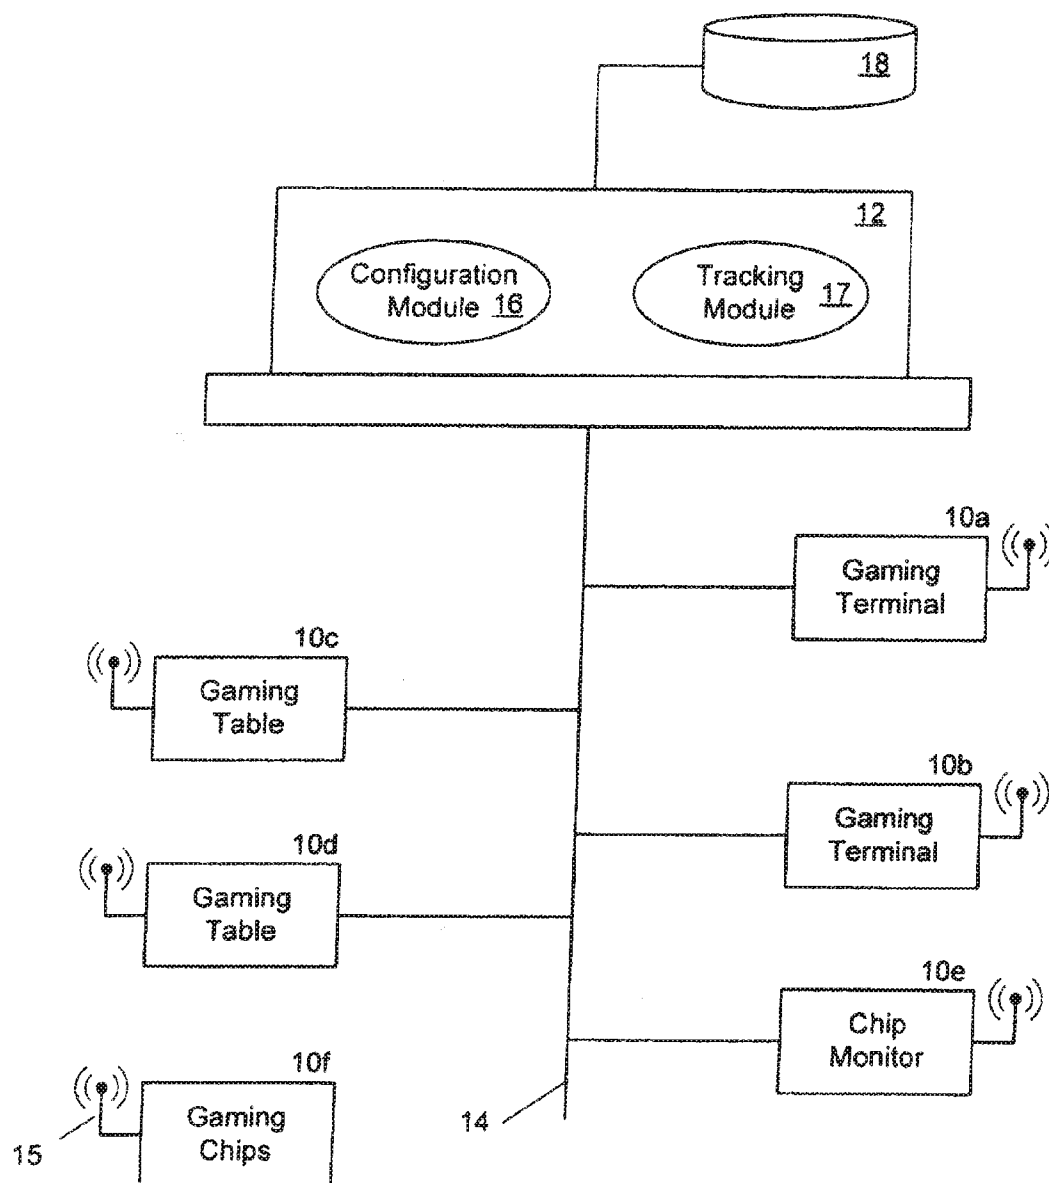 18
12
Configuration
Module 16
Tracking
Module 17
10a
Gaming
Terminal
10c
Gaming
Table
10b
Gaming
Terminal
10d
Gaming
Table
10e
Chip
Monitor
10f
Gaming
Chips
14
15